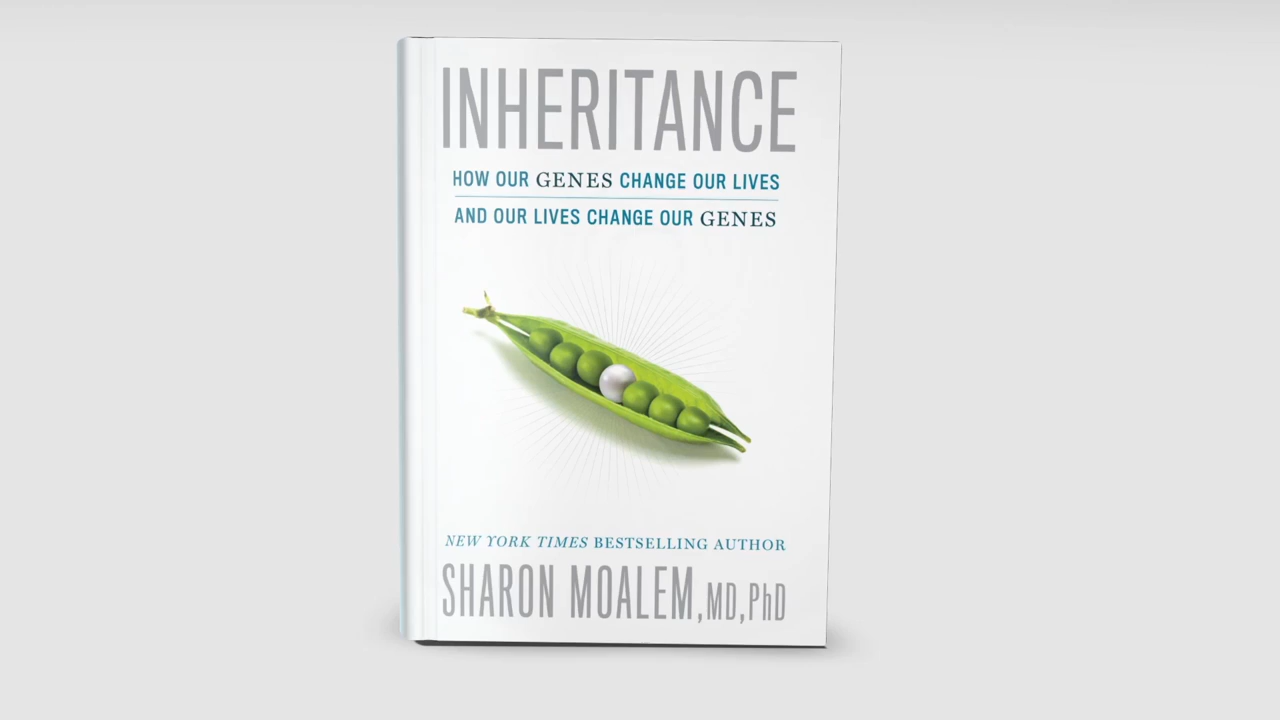 INHERITANCE
HOW OUR GENES CHANGE OUR LIVES
AND OUR LIVES CHANGE OUR GENES
NEW YORK TIMES BESTSELLING AUTHOR
SHARON MOALEM, MD, PhD